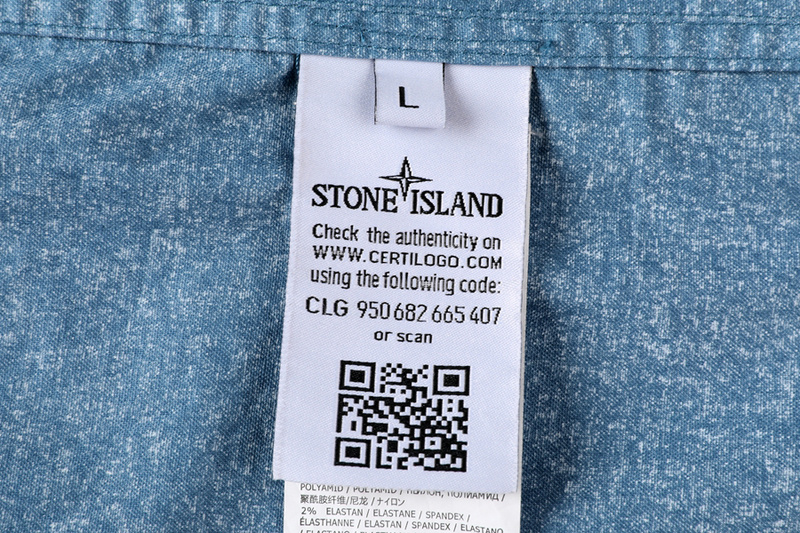 L
STONE ISLAND
Check the authenticity on
WWW.CERTILOGO.COM
using the following code:
CLG 950 682 665 407
or scan
POLYAMID / POLYAMID / ПОЛИАМИД /
聚酰胺纤维/尼龙 / ナイロン
2% ELASTAN / ELASTANE / SPANDEX /
ÉLASTHANNE / ELASTAN / SPANDEX / ELASTANO